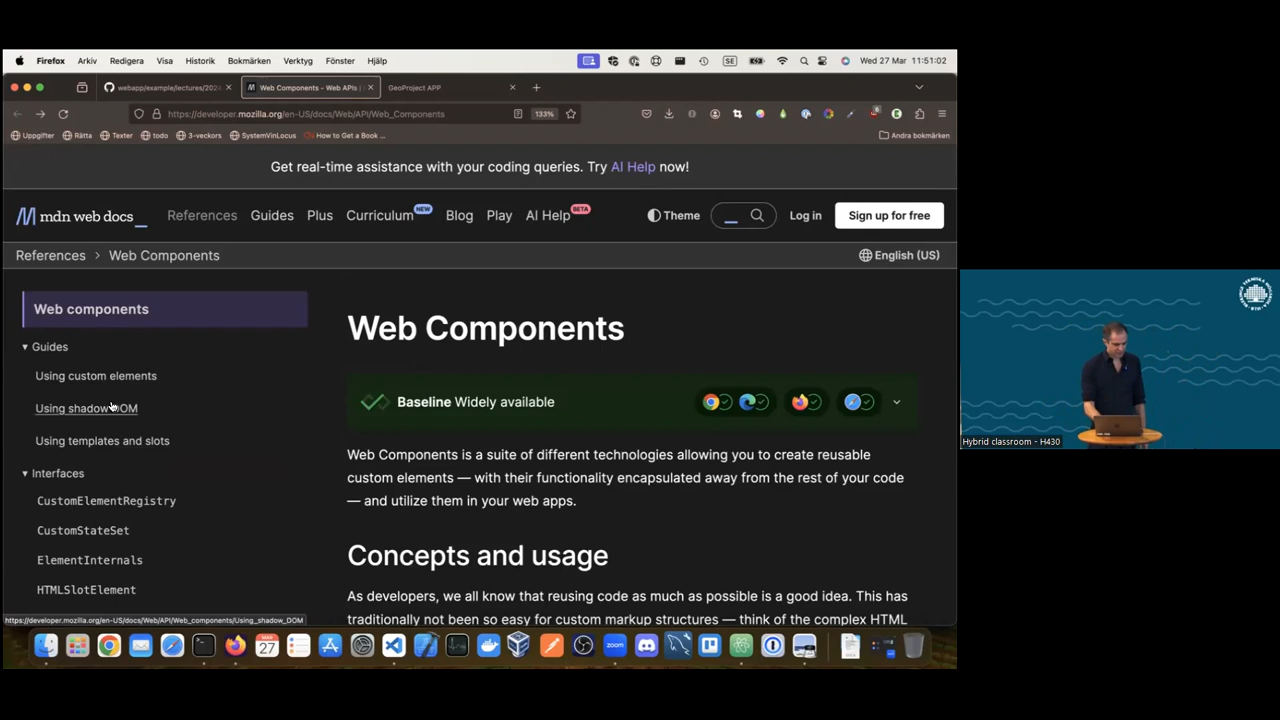 Firefox Arkiv Redigera Visa Historik Bokmärken Verktyg Fönster Hjälp SE Wed 27 Mar 11:51:02
webapp/example/lectures/2024 Web Components - Web APIs | GeoProject APP
https://developer.mozilla.org/en-US/docs/Web/API/Web_Components 133%
Uppgifter Rätta Texter todo 3-veckors SystemVinLocus How to Get a Book ... Andra bokmärken
Get real-time assistance with your coding queries. Try AI Help now!
mdn web docs References Guides Plus Curriculum NEW Blog Play AI Help BETA Theme Log in Sign up for free
References > Web Components English (US)
Web components
Guides
Using custom elements
Using shadow DOM
Using templates and slots
Interfaces
CustomElementRegistry
CustomStateSet
ElementInternals
HTMLSlotElement
Web Components
Baseline Widely available
Web Components is a suite of different technologies allowing you to create reusable
custom elements — with their functionality encapsulated away from the rest of your code
— and utilize them in your web apps.
Concepts and usage
As developers, we all know that reusing code as much as possible is a good idea. This has
traditionally not been so easy for custom markup structures — think of the complex HTML
https://developer.mozilla.org/en-US/docs/Web/API/Web_components/Using_shadow_DOM
27
zoom
Hybrid classroom - H430